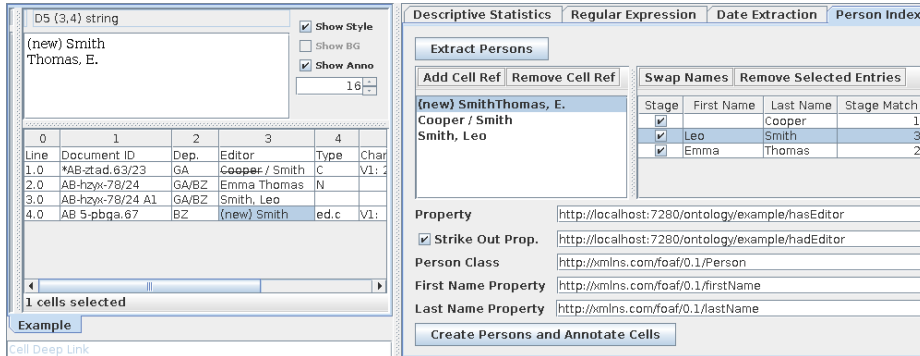 D5 (3,4) string
(new) Smith
Thomas, E.
Show Style
Show BG
Show Anno
16
0 1 2 3 4
Line Document ID Dep. Editor Type Char
1.0 *AB-ztad.63/23 GA Cooper / Smith C V1: 2
2.0 AB-hzyx-78/24 GA/BZ Emma Thomas N
3.0 AB-hzyx-78/24 A1 GA/BZ Smith, Leo
4.0 AB 5-pbga.67 BZ (new) Smith ed.c V1:
1 cells selected
Example
Cell Deep Link
Descriptive Statistics Regular Expression Date Extraction Person Index
Extract Persons
Add Cell Ref Remove Cell Ref
(new) SmithThomas, E.
Cooper / Smith
Smith, Leo
Swap Names Remove Selected Entries
Stage First Name Last Name Stage Match
Cooper 1
Leo Smith 3
Emma Thomas 2
Property http://localhost:7280/ontology/example/hasEditor
Strike Out Prop. http://localhost:7280/ontology/example/hadEditor
Person Class http://xmlns.com/foaf/0.1/Person
First Name Property http://xmlns.com/foaf/0.1/firstName
Last Name Property http://xmlns.com/foaf/0.1/lastName
Create Persons and Annotate Cells